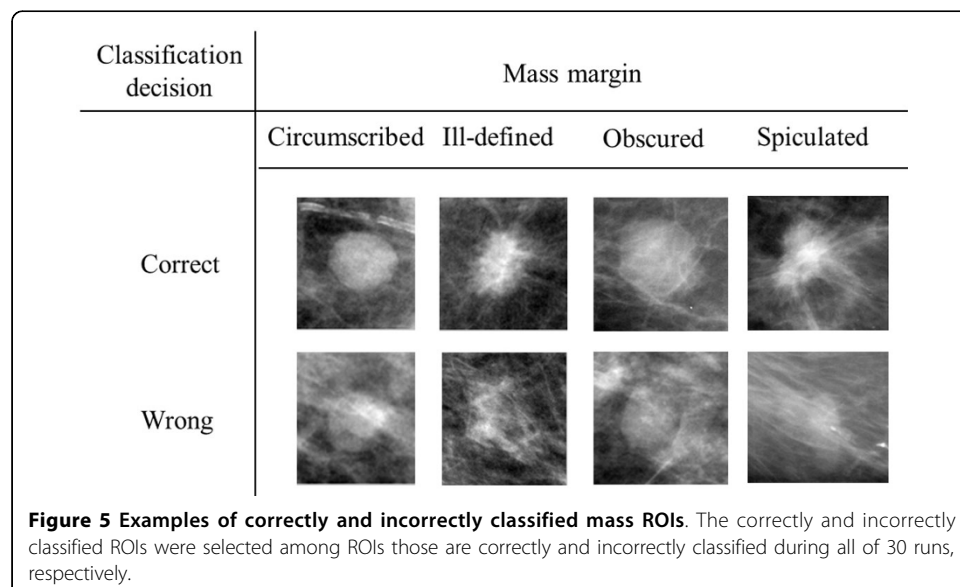 Classification
decision
Mass margin
Circumscribed Ill-defined Obscured Spiculated
Correct
Wrong
Figure 5 Examples of correctly and incorrectly classified mass ROIs. The correctly and incorrectly
classified ROIs were selected among ROIs those are correctly and incorrectly classified during all of 30 runs,
respectively.